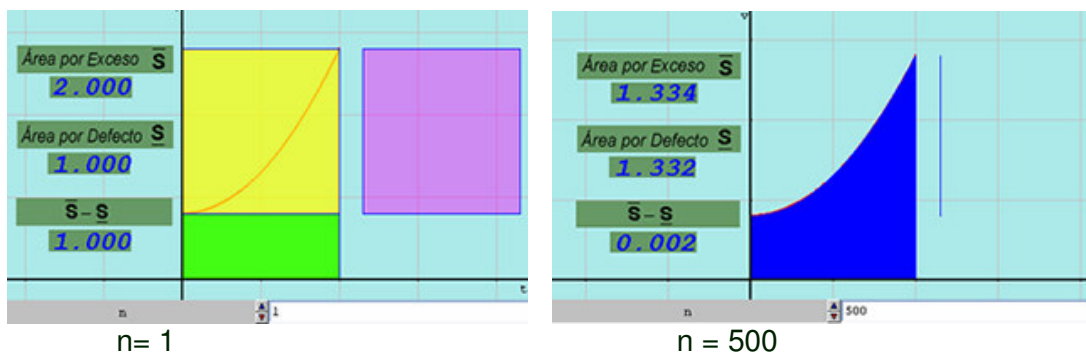 Área por Exceso S̅
2.000
Área por Defecto S̲
1.000
S̅ – S̲
1.000
t
n
1
n= 1
Área por Exceso S̅
1.334
Área por Defecto S̲
1.332
S̅ – S̲
0.002
n
500
n = 500